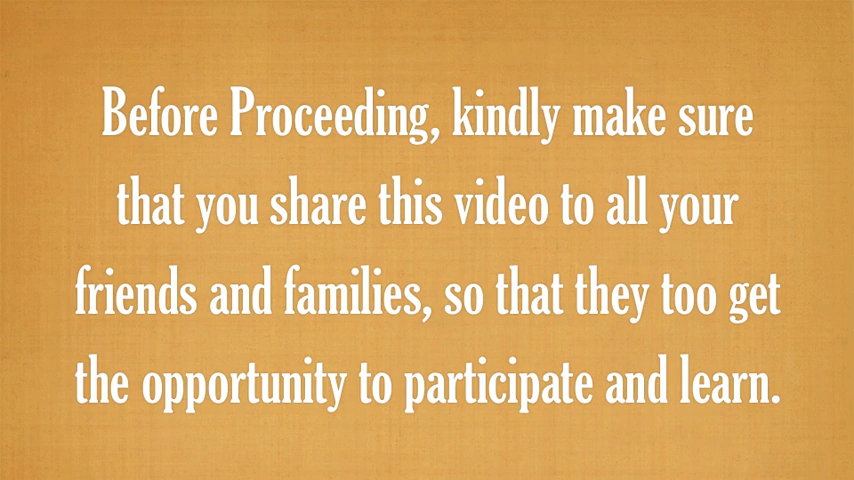 Before Proceeding, kindly make sure
that you share this video to all your
friends and families, so that they too get
the opportunity to participate and learn.